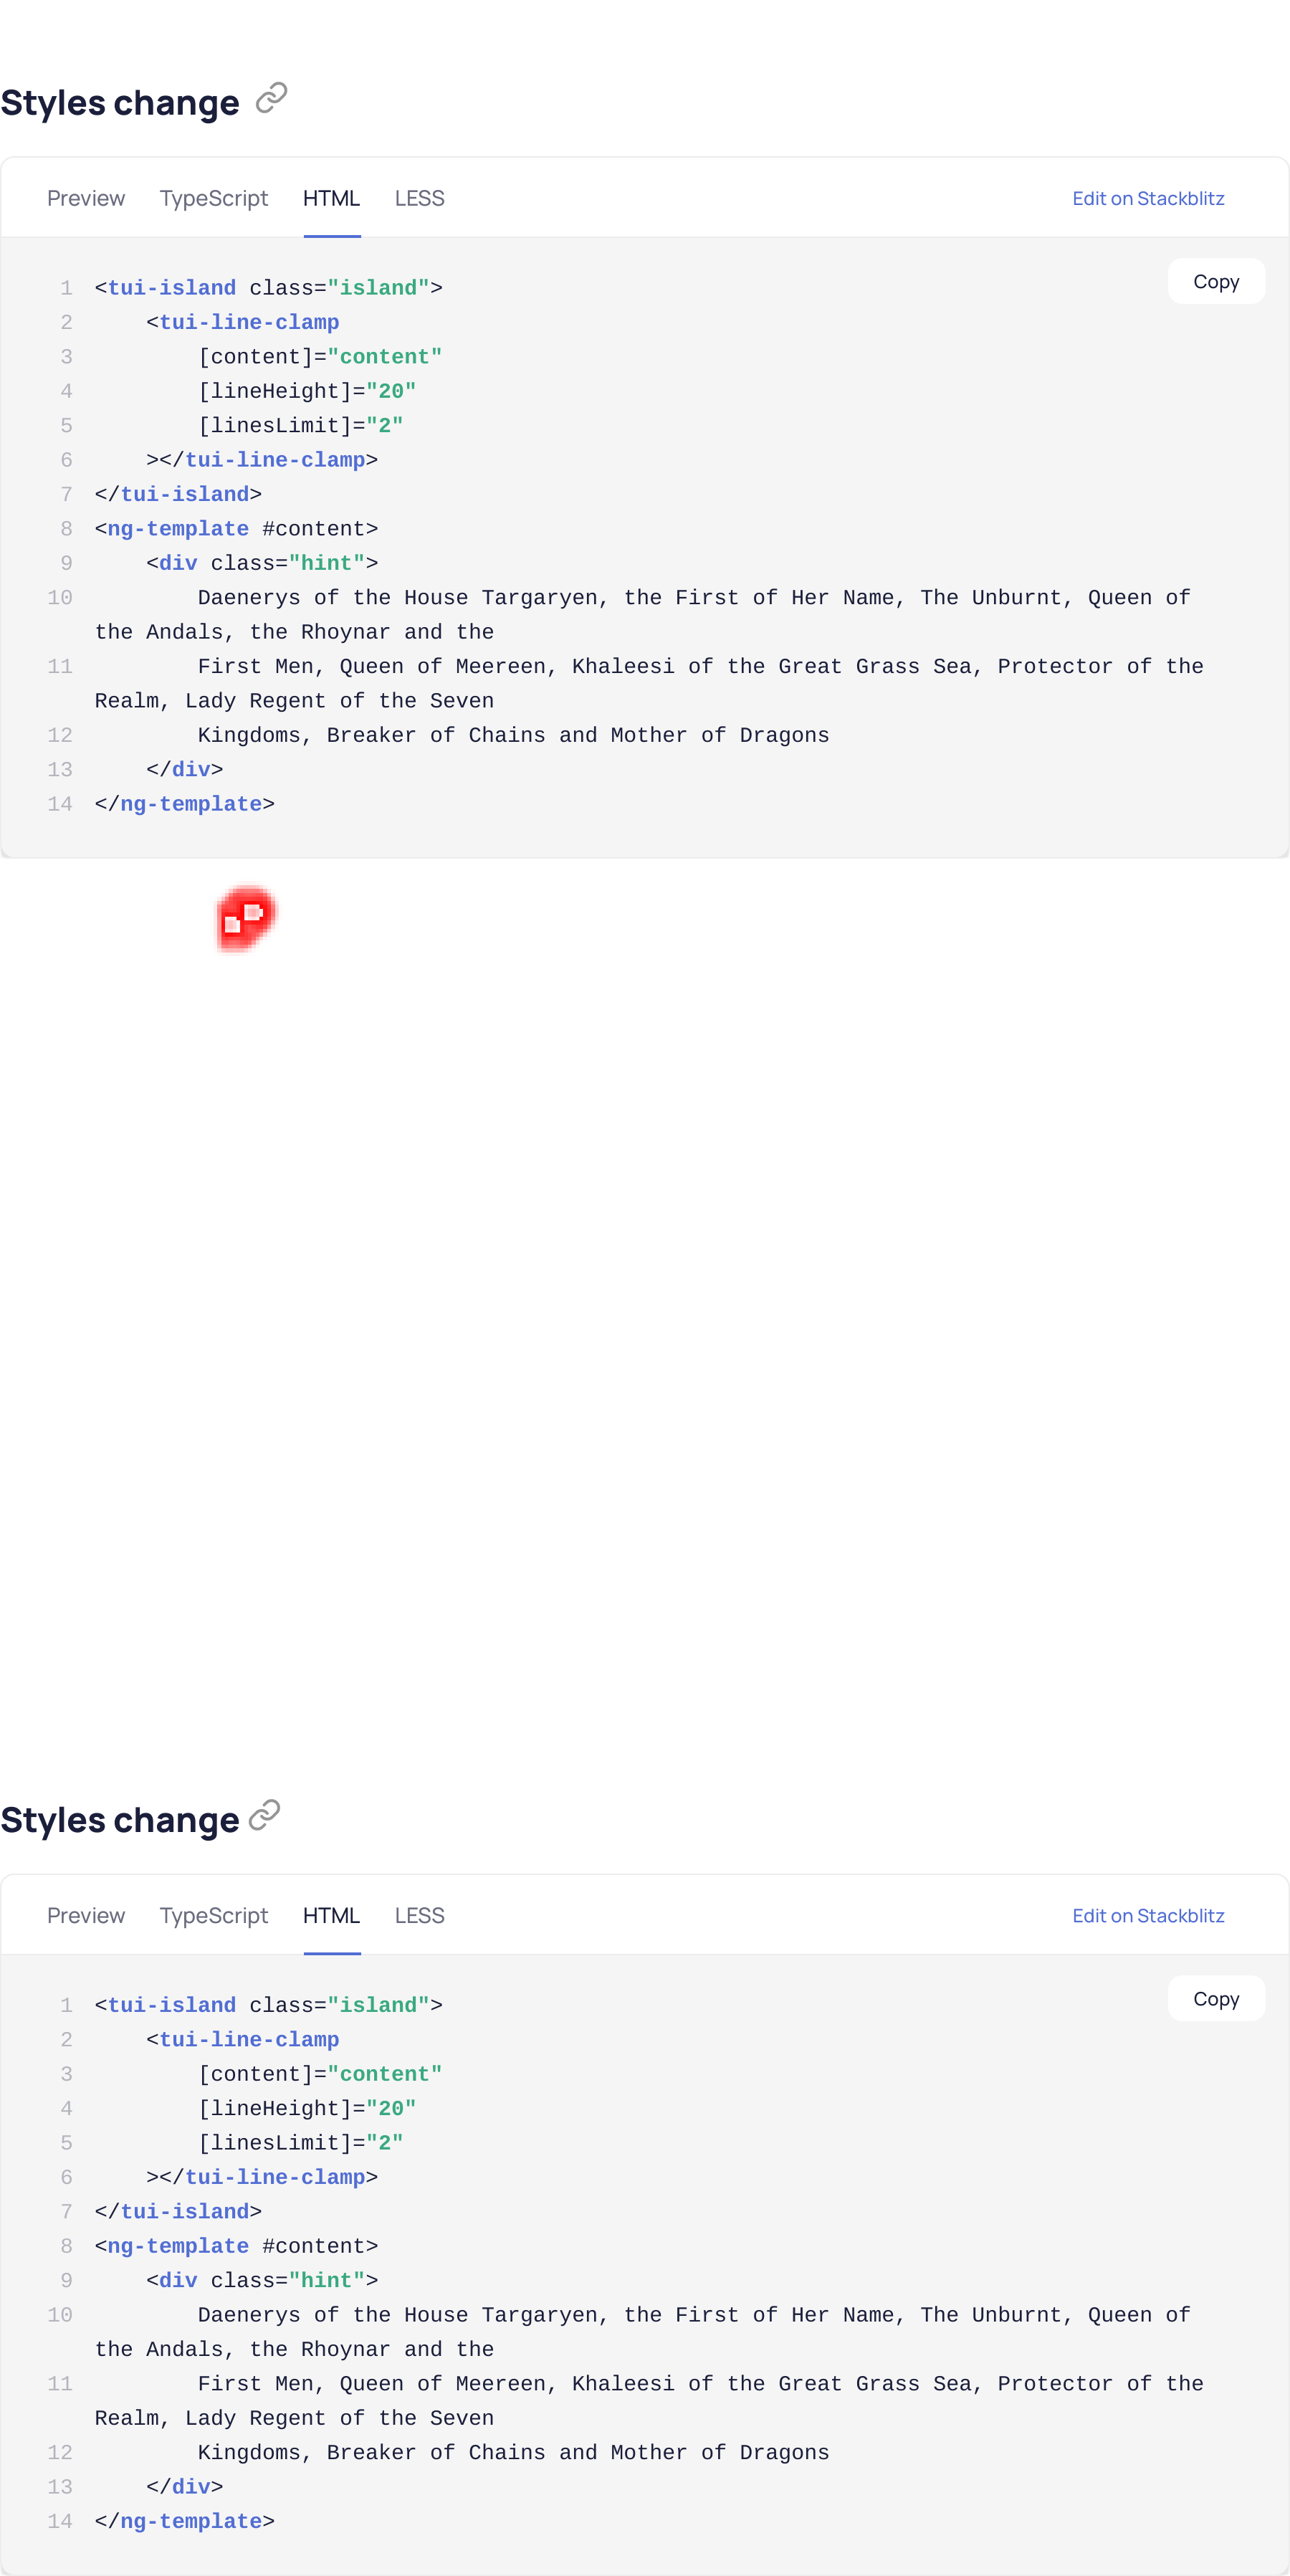 Styles change
Preview TypeScript HTML LESS Edit on Stackblitz
Copy
1 <tui-island class="island">
2     <tui-line-clamp
3         [content]="content"
4         [lineHeight]="20"
5         [linesLimit]="2"
6     ></tui-line-clamp>
7 </tui-island>
8 <ng-template #content>
9     <div class="hint">
10         Daenerys of the House Targaryen, the First of Her Name, The Unburnt, Queen of
the Andals, the Rhoynar and the
11         First Men, Queen of Meereen, Khaleesi of the Great Grass Sea, Protector of the
Realm, Lady Regent of the Seven
12         Kingdoms, Breaker of Chains and Mother of Dragons
13     </div>
14 </ng-template>
Styles change
Preview TypeScript HTML LESS Edit on Stackblitz
Copy
1 <tui-island class="island">
2     <tui-line-clamp
3         [content]="content"
4         [lineHeight]="20"
5         [linesLimit]="2"
6     ></tui-line-clamp>
7 </tui-island>
8 <ng-template #content>
9     <div class="hint">
10         Daenerys of the House Targaryen, the First of Her Name, The Unburnt, Queen of
the Andals, the Rhoynar and the
11         First Men, Queen of Meereen, Khaleesi of the Great Grass Sea, Protector of the
Realm, Lady Regent of the Seven
12         Kingdoms, Breaker of Chains and Mother of Dragons
13     </div>
14 </ng-template>